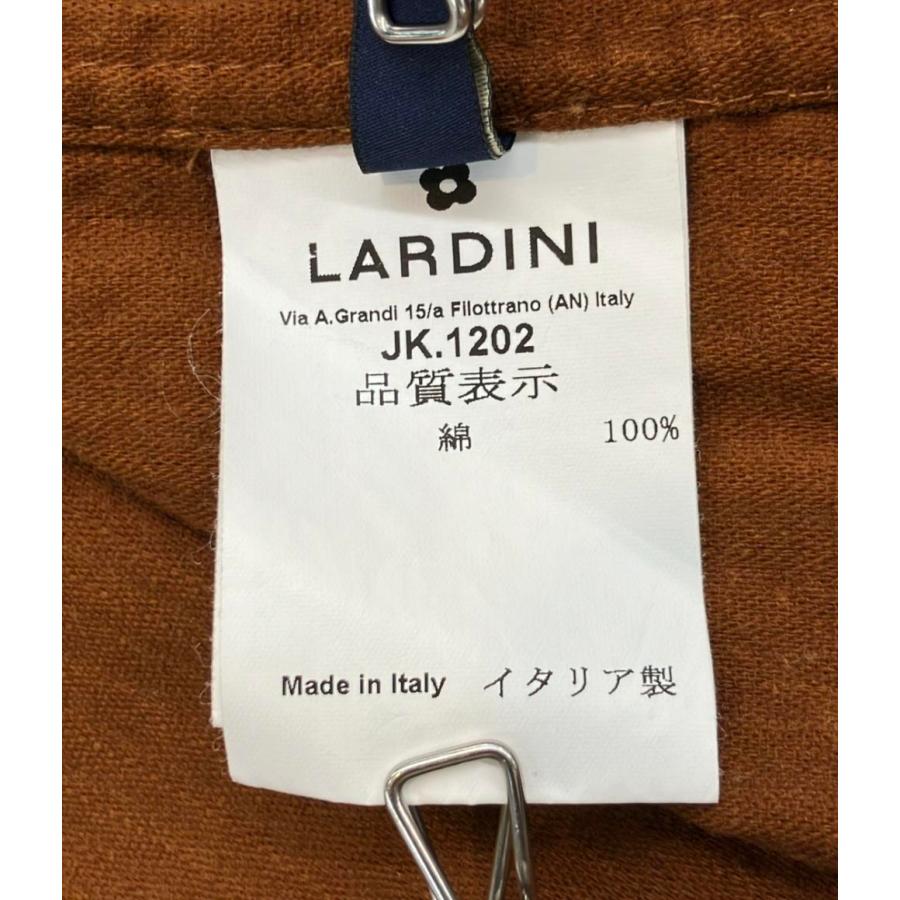 LARDINI
Via A.Grandi 15/a Filottrano (AN) Italy
JK.1202
品質表示
綿 100%
Made in Italy イタリア製